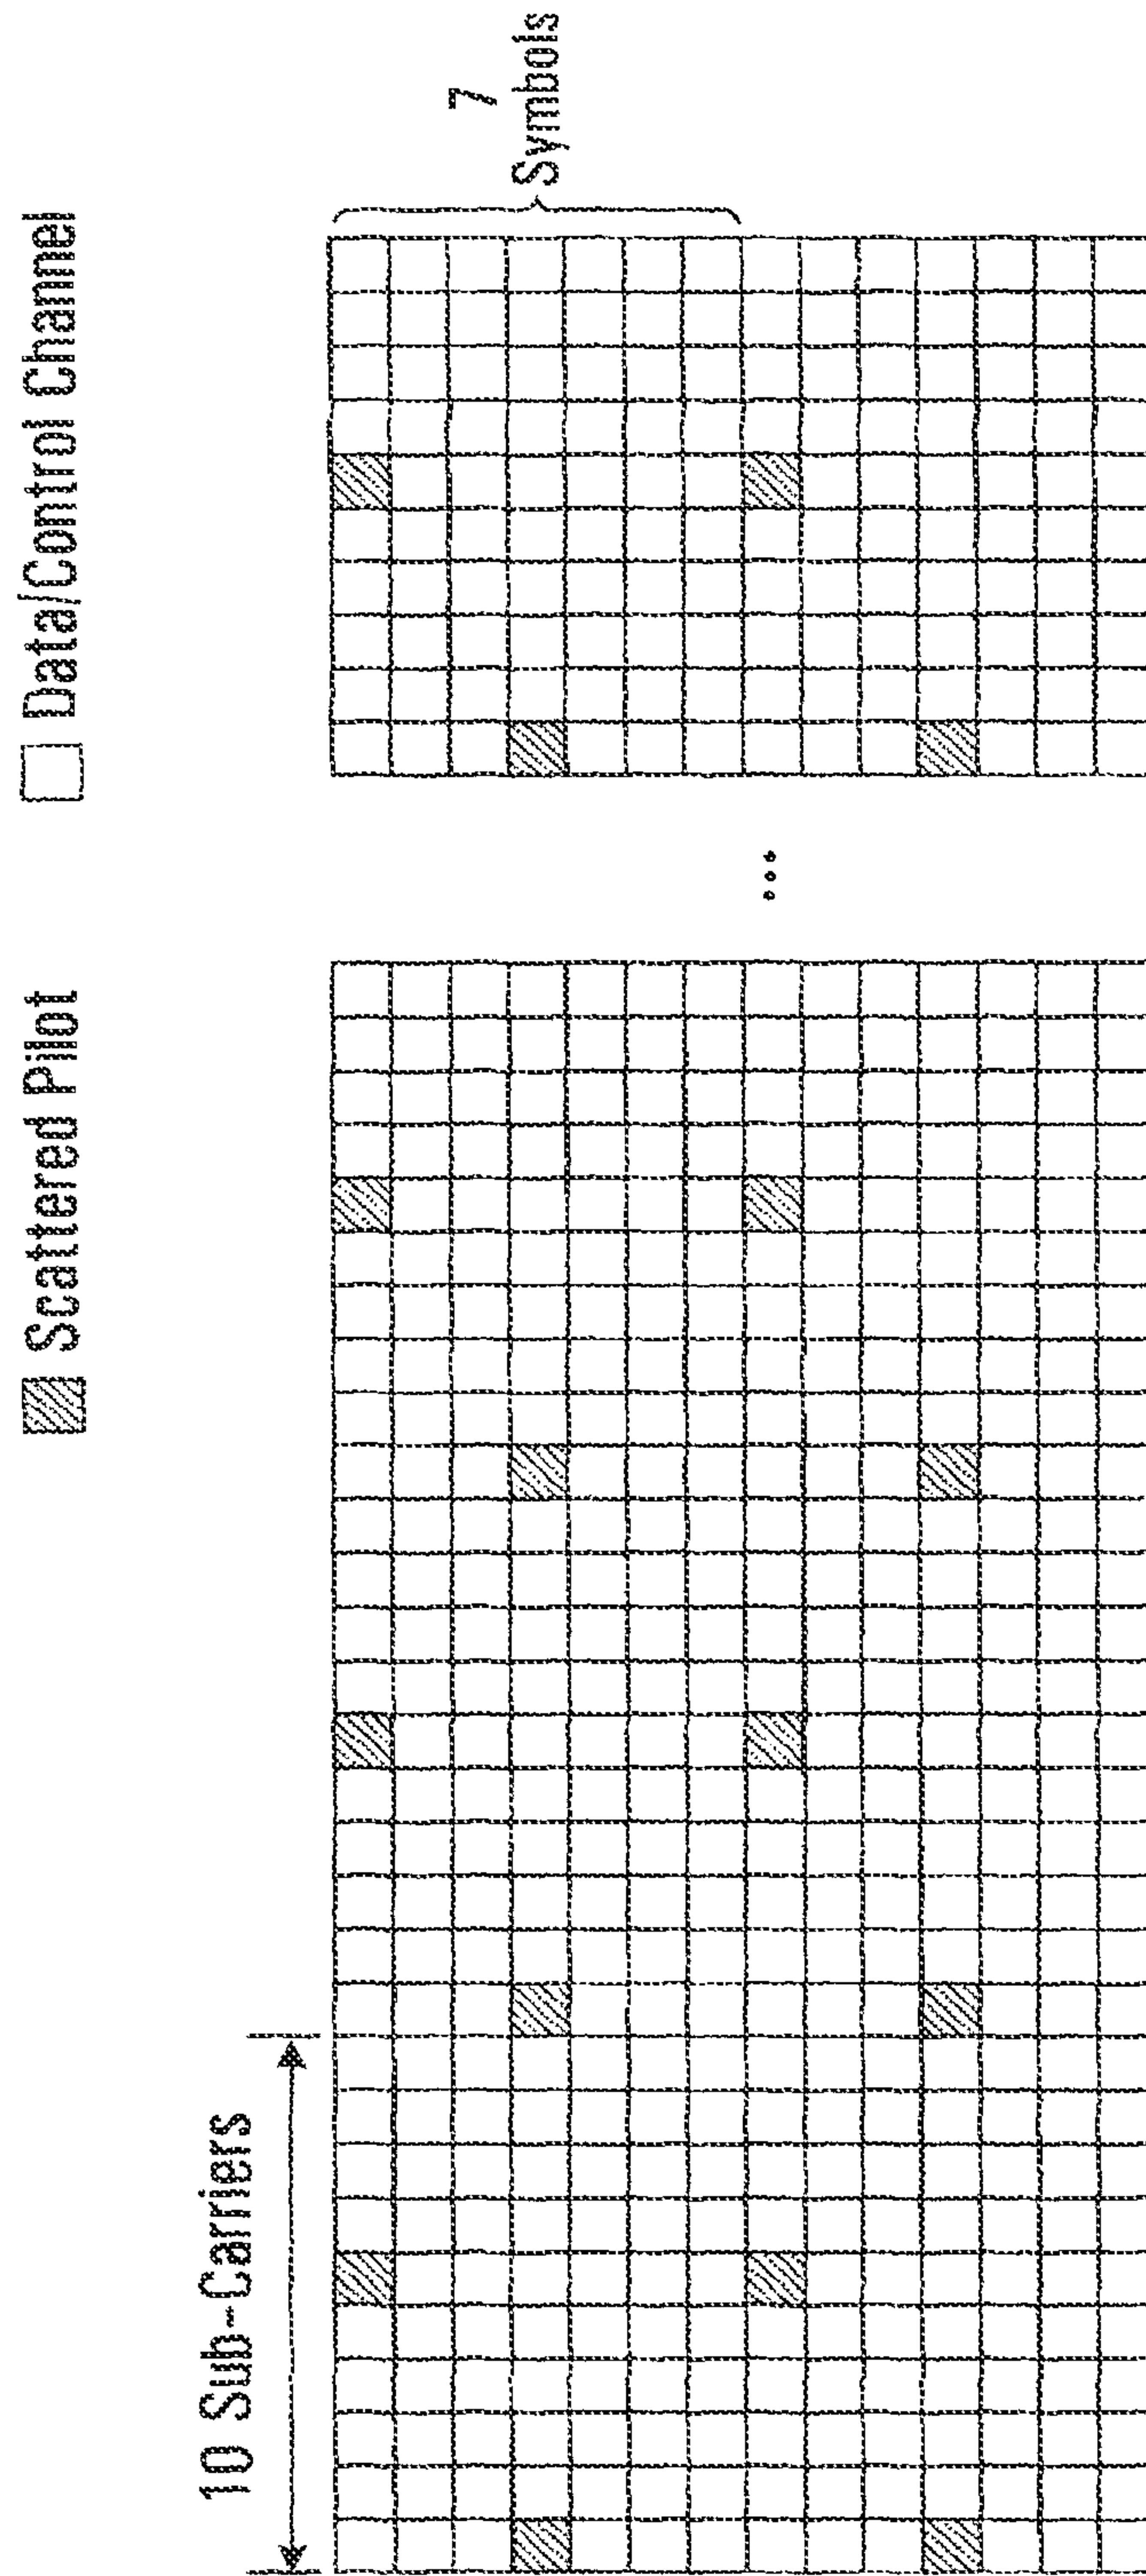 Scattered Pilot
Data/Control Channel
10 Sub-Carriers
7
Symbols
...